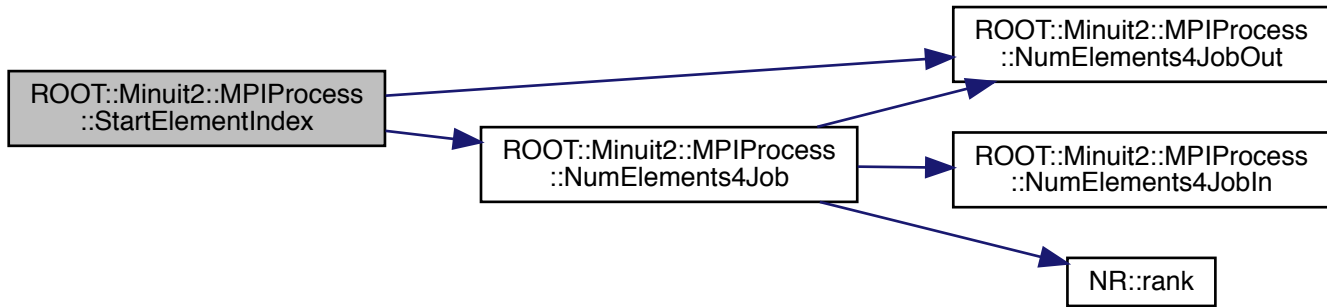 ROOT::Minuit2::MPIProcess
::StartElementIndex
ROOT::Minuit2::MPIProcess
::NumElements4Job
ROOT::Minuit2::MPIProcess
::NumElements4JobOut
ROOT::Minuit2::MPIProcess
::NumElements4JobIn
NR::rank